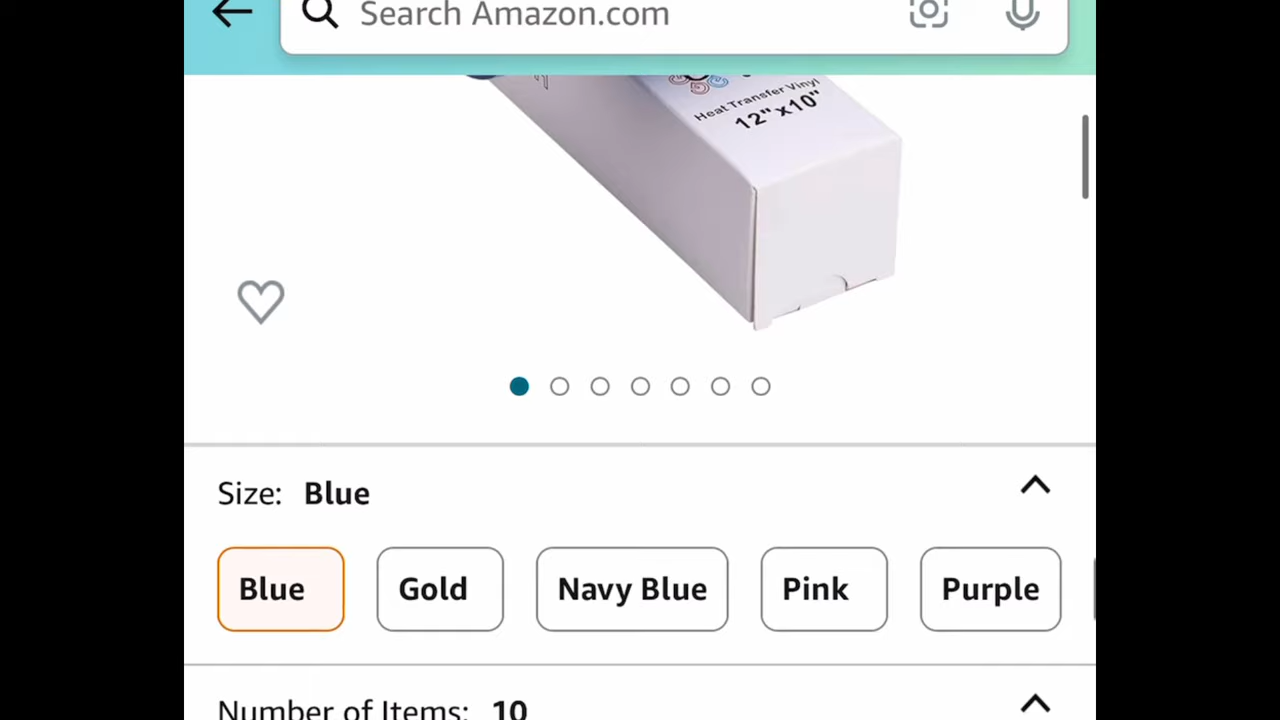 Search Amazon.com
Heat Transfer Vinyl
12"x10"
Size: Blue
Blue
Gold
Navy Blue
Pink
Purple
Number of Items: 10